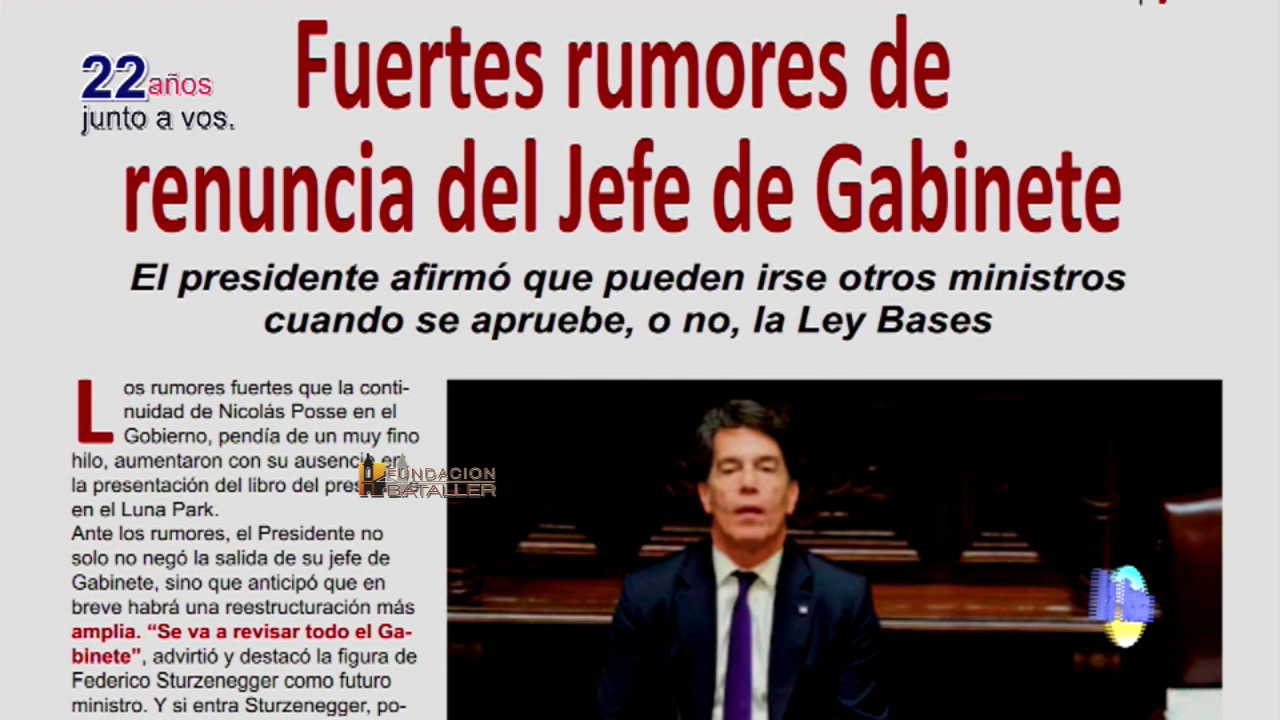 22 años
junto a vos.
Fuertes rumores de
renuncia del Jefe de Gabinete
El presidente afirmó que pueden irse otros ministros
cuando se apruebe, o no, la Ley Bases
Los rumores fuertes que la conti-
nuidad de Nicolás Posse en el
Gobierno, pendía de un muy fino
hilo, aumentaron con su ausencia en
la presentación del libro del
en el Luna Park.
Ante los rumores, el Presidente no
solo no negó la salida de su jefe de
Gabinete, sino que anticipó que en
breve habrá una reestructuración más
amplia. “Se va a revisar todo el Ga-
binete”, advirtió y destacó la figura de
Federico Sturzenegger como futuro
ministro. Y si entra Sturzenegger, po-
FUNDACION
BATALLER